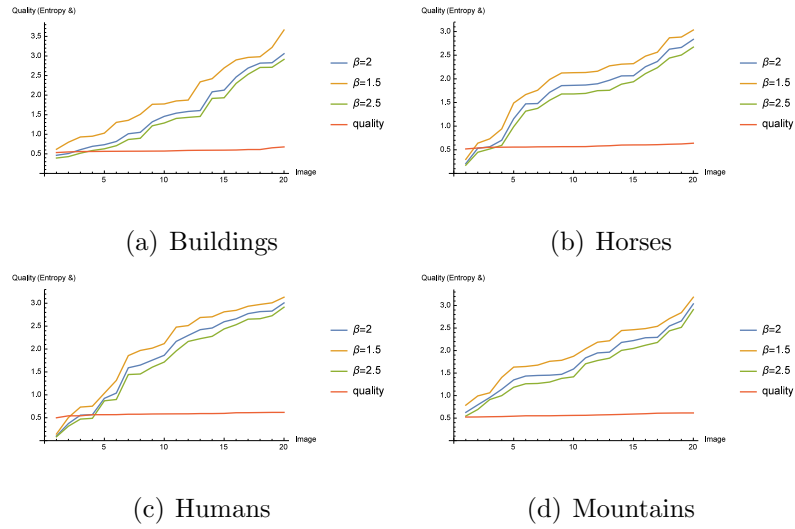 Quality (Entropy &)
3.5
3.0
2.5
2.0
1.5
1.0
0.5
5
10
15
20
Image
β=2
β=1.5
β=2.5
quality
(a) Buildings
Quality (Entropy &)
3.0
2.5
2.0
1.5
1.0
0.5
5
10
15
20
Image
β=2
β=1.5
β=2.5
quality
(b) Horses
Quality (Entropy &)
3.0
2.5
2.0
1.5
1.0
0.5
5
10
15
20
Image
β=2
β=1.5
β=2.5
quality
(c) Humans
Quality (Entropy &)
3.0
2.5
2.0
1.5
1.0
0.5
5
10
15
20
Image
β=2
β=1.5
β=2.5
quality
(d) Mountains